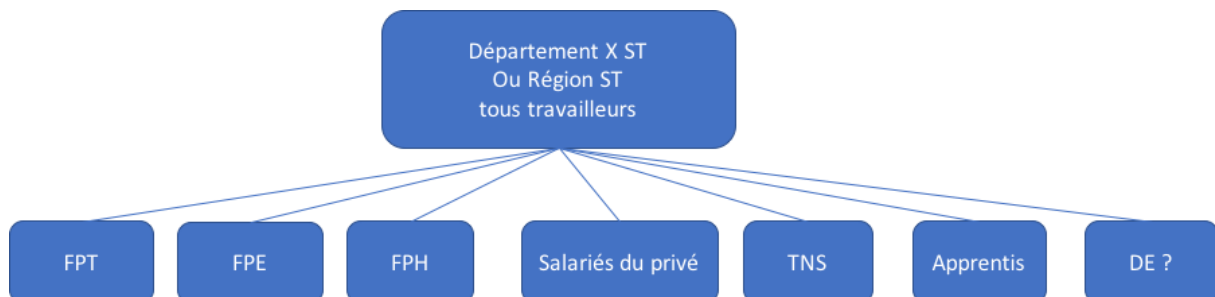 Département X ST
Ou Région ST
tous travailleurs
FPT
FPE
FPH
Salariés du privé
TNS
Apprentis
DE ?